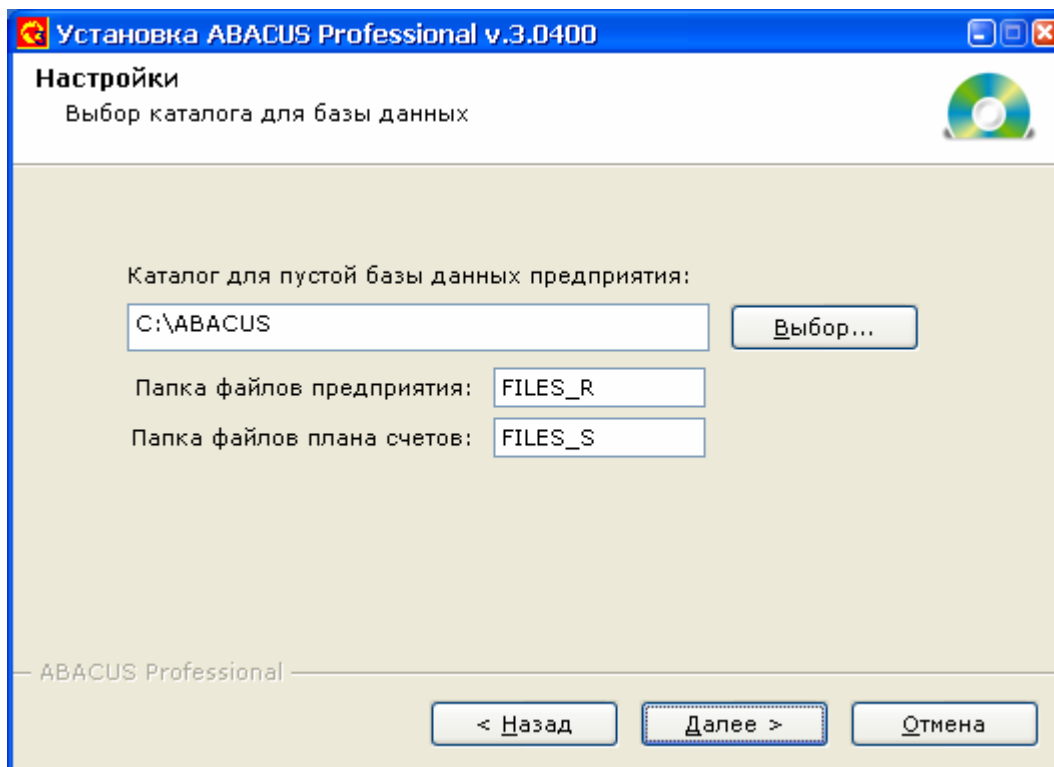 Установка ABACUS Professional v.3.0400
Настройки
Выбор каталога для базы данных
Каталог для пустой базы данных предприятия:
C:\ABACUS
Выбор...
Папка файлов предприятия: FILES_R
Папка файлов плана счетов: FILES_S
ABACUS Professional
< Назад Далее > Отмена